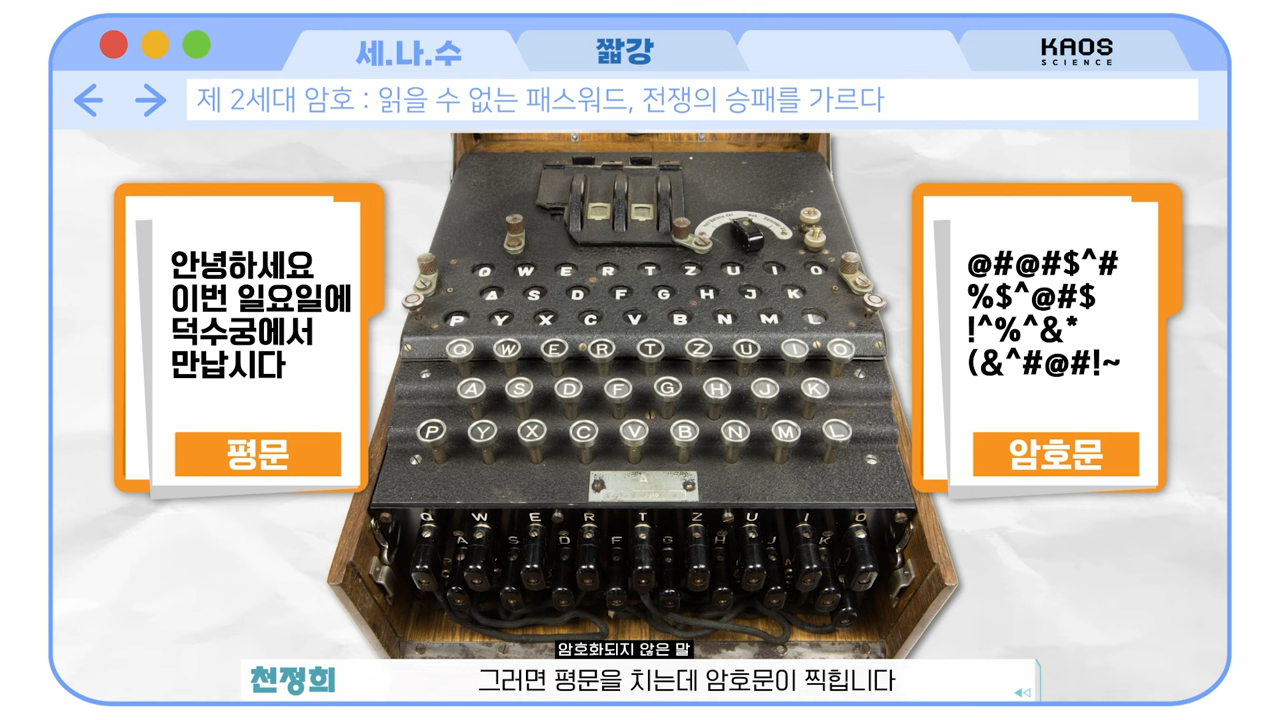 세.나.수
짧강
KAOS
SCIENCE
제 2세대 암호 : 읽을 수 없는 패스워드, 전쟁의 승패를 가르다
안녕하세요
이번 일요일에
덕수궁에서
만납시다
평문
@#@#$^#
%$^@#$
!^%^&*
(&^#@#!~
암호문
Q W E R T Z U I O
A S D F G H J K
P Y X C V B N M L
Q W E R T Z U I O
A S D F G H J K
P Y X C V B N M L
Q W E R T Z U I O
A S D F G H J K
암호화되지 않은 말
천정희
그러면 평문을 치는데 암호문이 찍힙니다